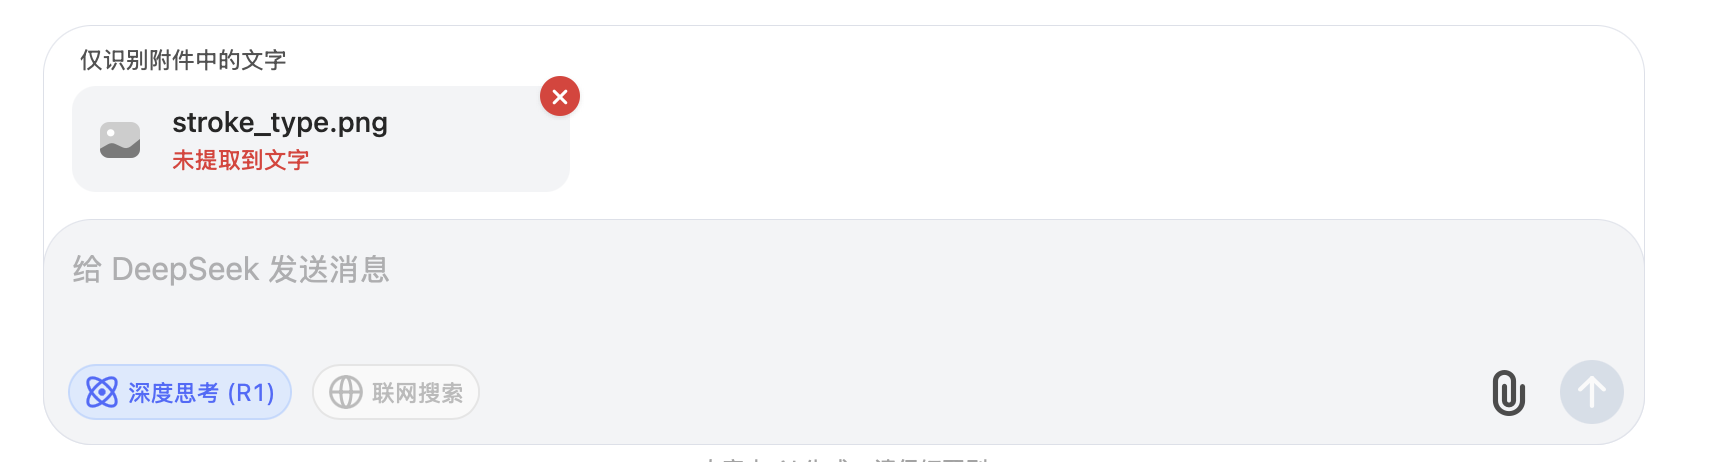 仅识别附件中的文字
stroke_type.png
未提取到文字
给 DeepSeek 发送消息
深度思考 (R1)
联网搜索